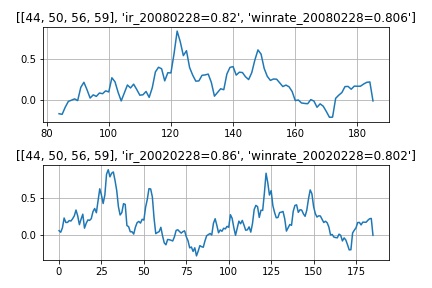 [[44, 50, 56, 59], 'ir_20080228=0.82', 'winrate_20080228=0.806']
0.5
0.0
80 100 120 140 160 180
[[44, 50, 56, 59], 'ir_20020228=0.86', 'winrate_20020228=0.802']
0.5
0.0
0 25 50 75 100 125 150 175